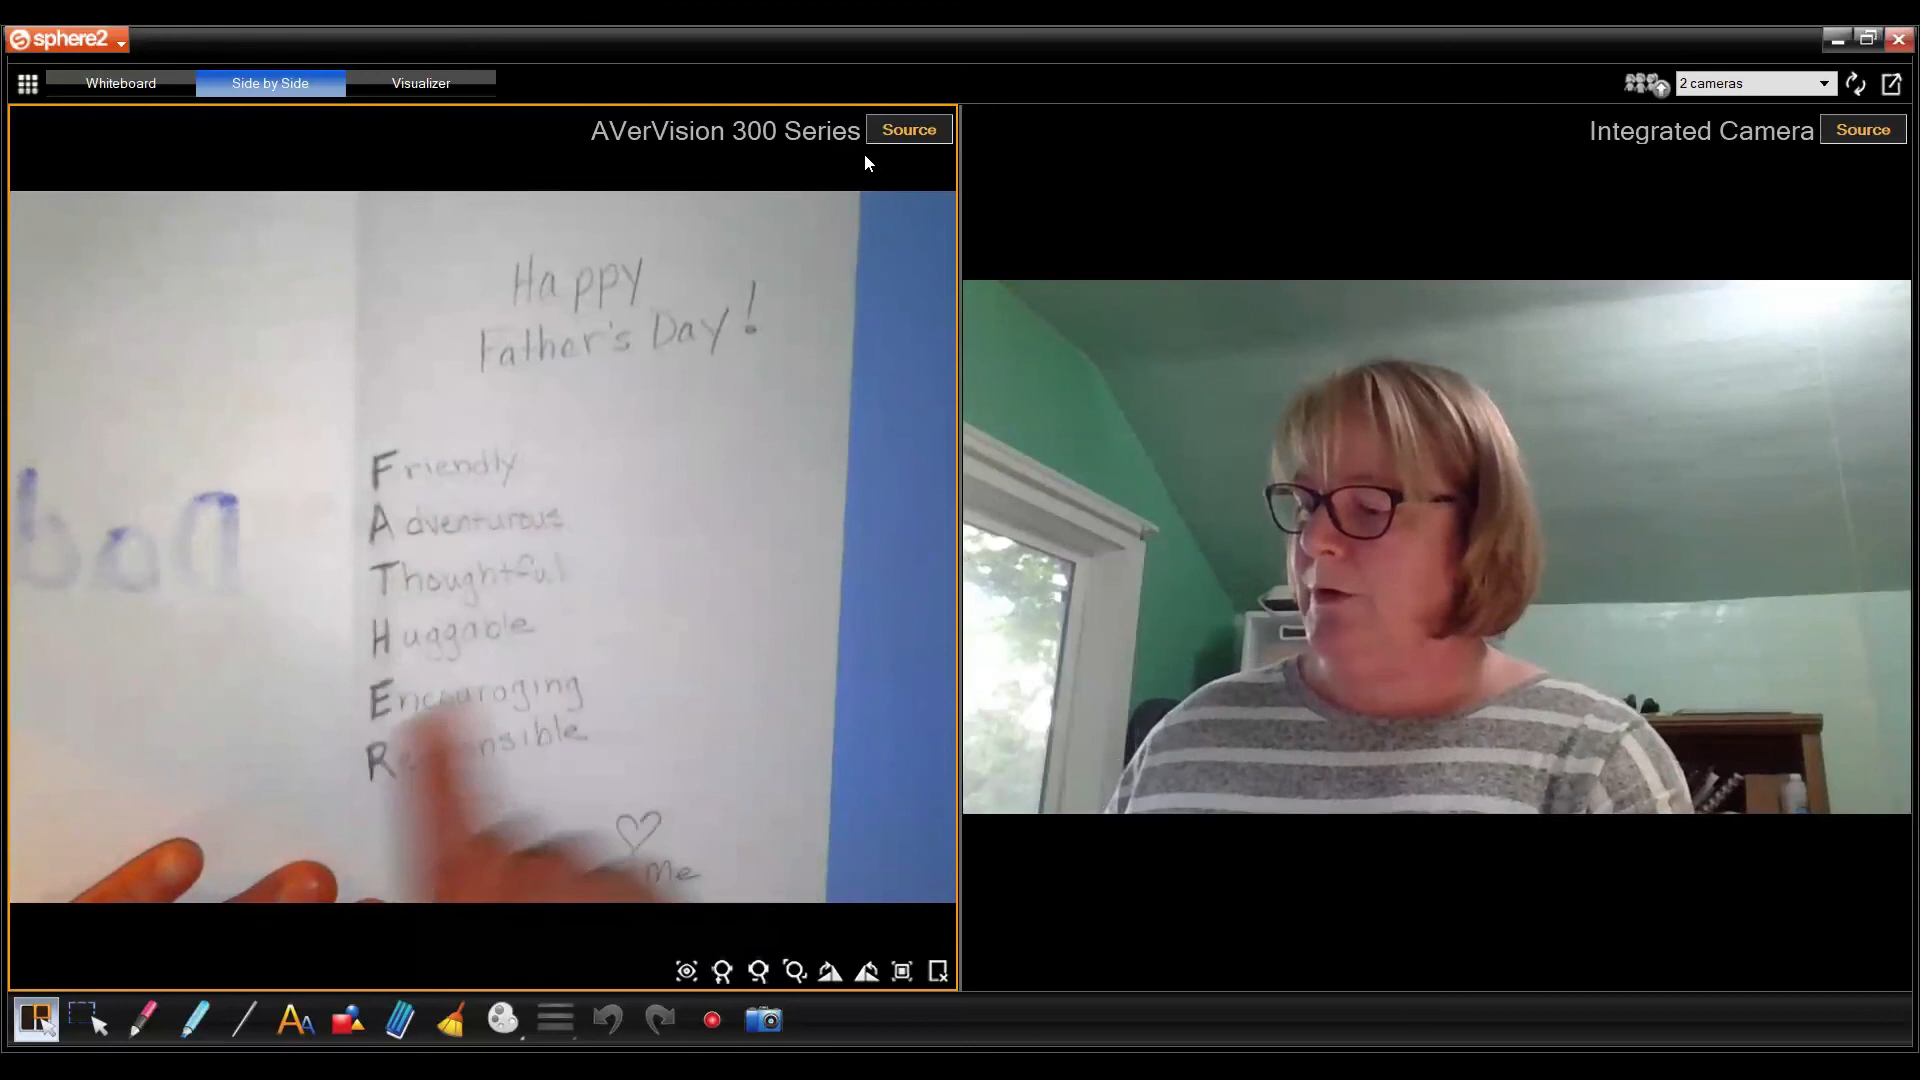 sphere2
Whiteboard
Side by Side
Visualizer
2 cameras
AVerVision 300 Series
Source
Integrated Camera
Source
Happy
Father's Day!
Friendly
Adventurous
Thoughtful
Huggable
Encouraging
Me